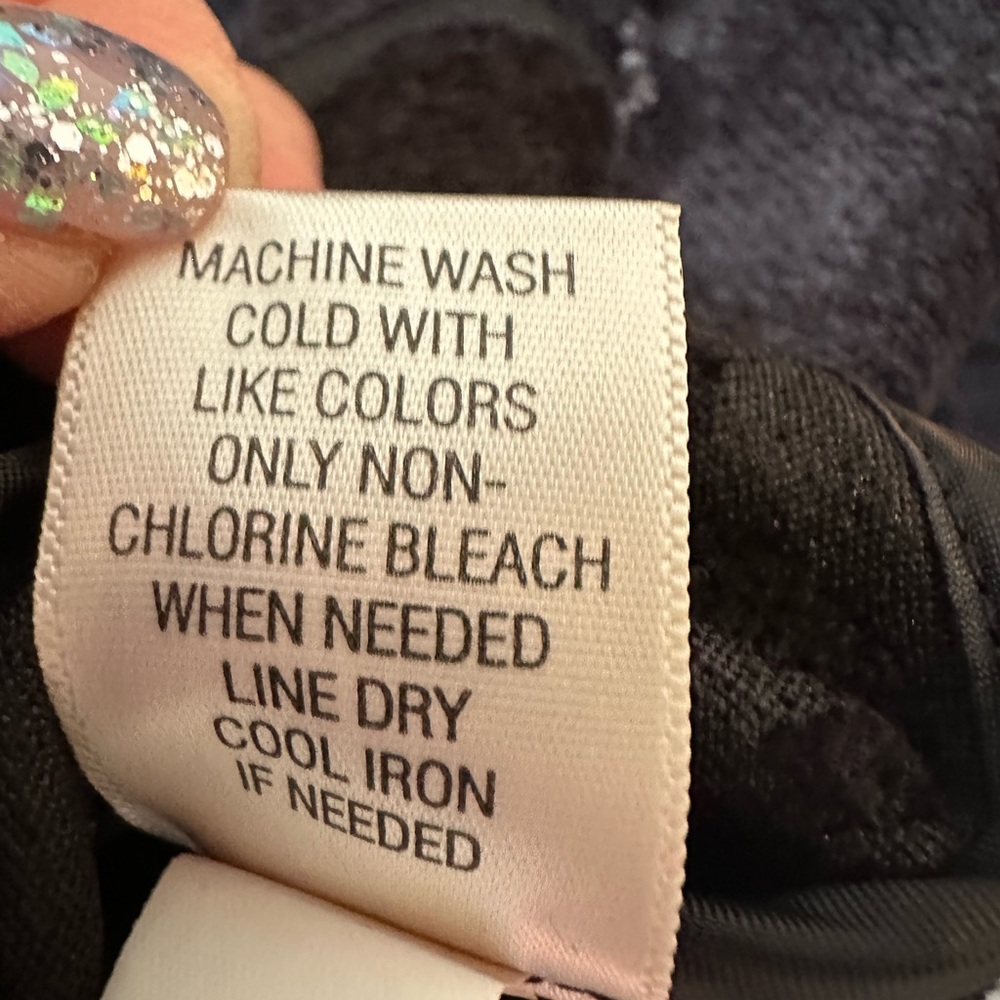 MACHINE WASH
COLD WITH
LIKE COLORS
ONLY NON-
CHLORINE BLEACH
WHEN NEEDED
LINE DRY
COOL IRON
IF NEEDED